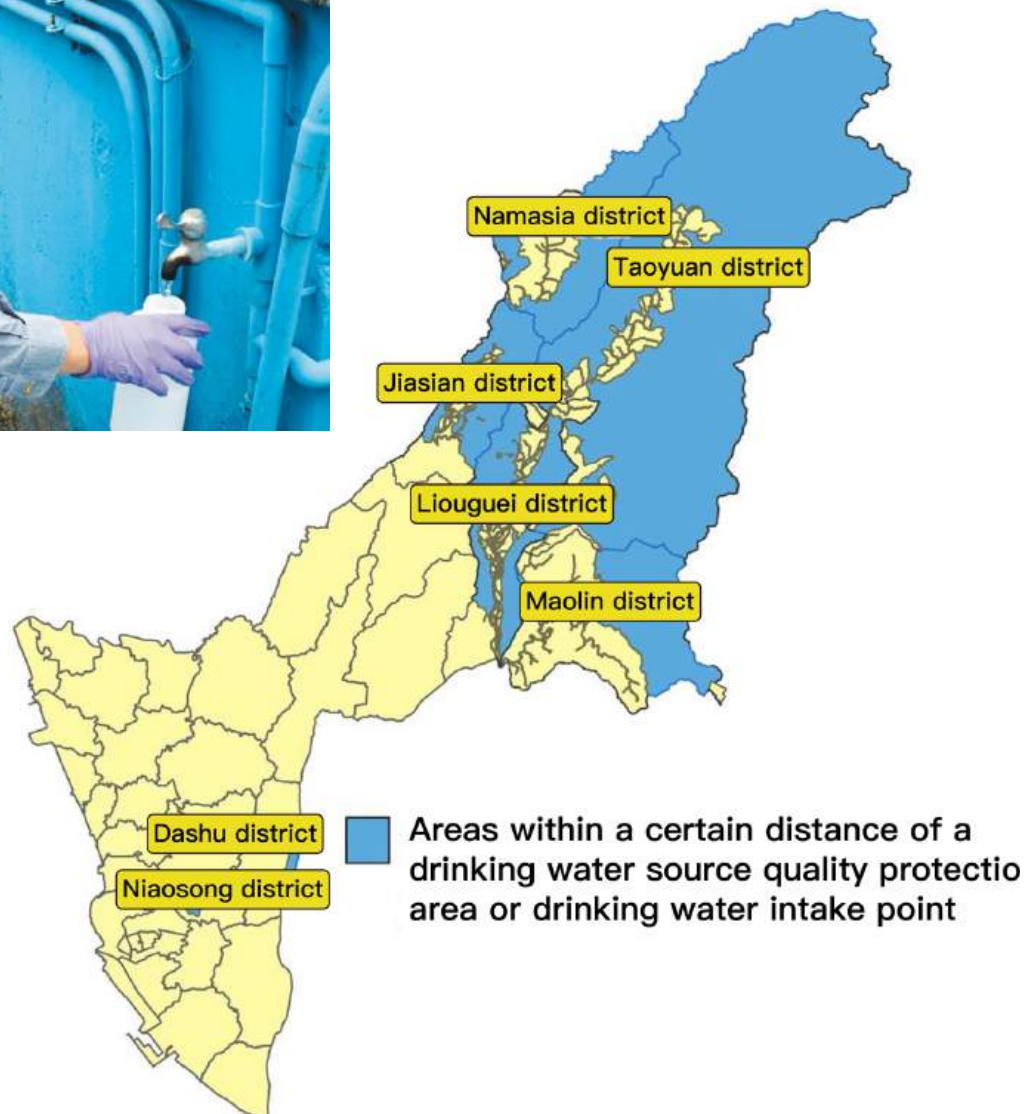 Namasia district
Taoyuan district
Jiasian district
Liouguei district
Maolin district
Dashu district
Niaosong district
Areas within a certain distance of a
drinking water source quality protectio
area or drinking water intake point